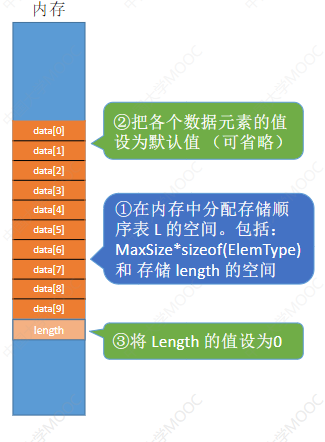 内存
data[0]
data[1]
data[2]
data[3]
data[4]
data[5]
data[6]
data[7]
data[8]
data[9]
length
②把各个数据元素的值
设为默认值（可省略）
①在内存中分配存储顺
序表 L 的空间。包括：
MaxSize*sizeof(ElemType)
和 存储 length 的空间
③将 Length 的值设为0